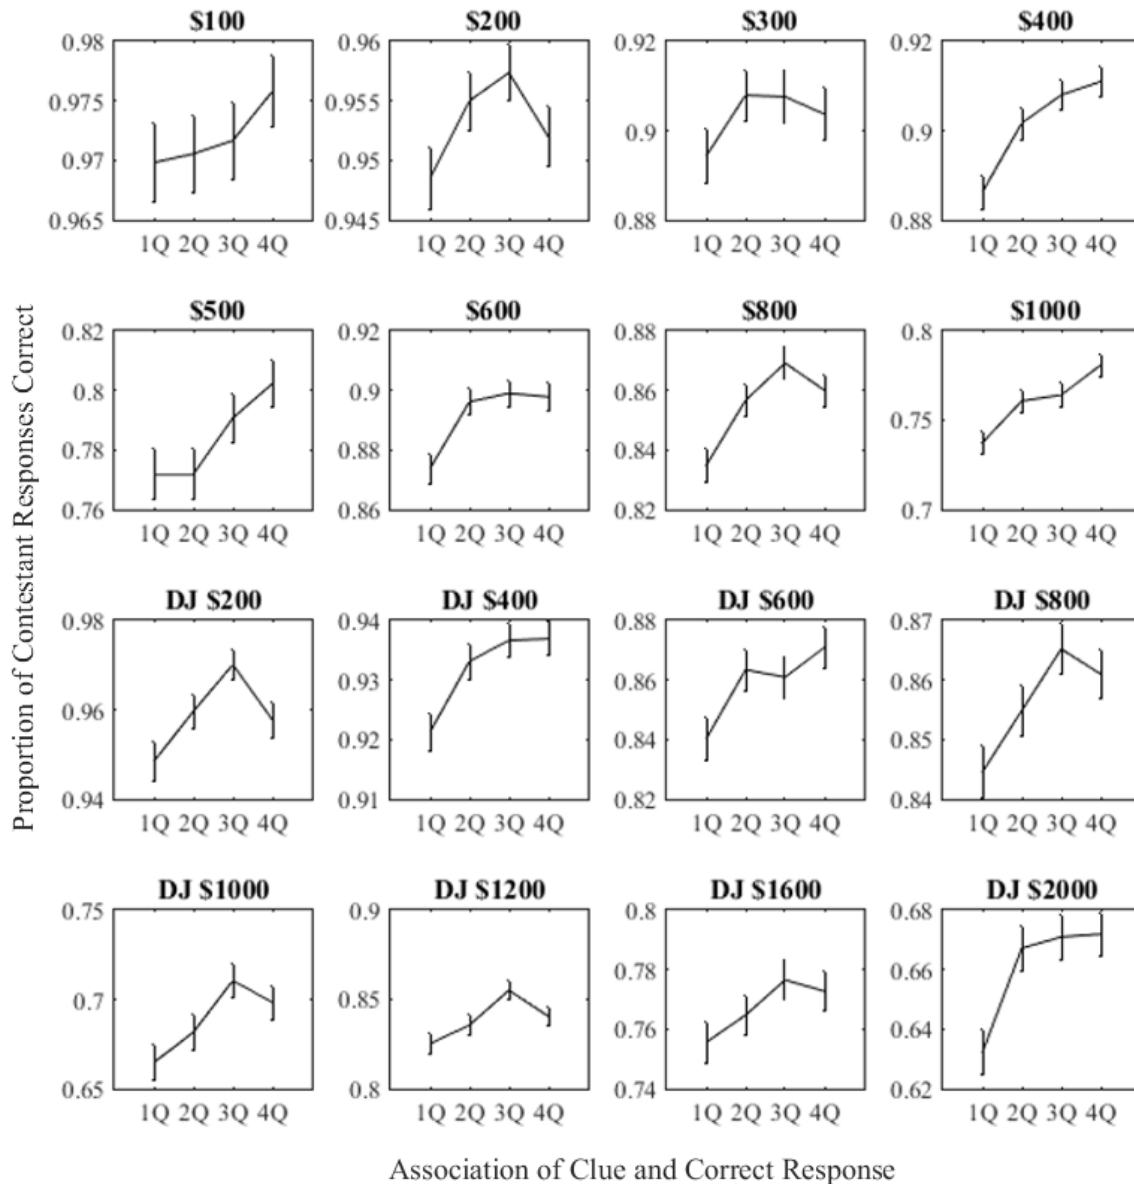 $100 $200 $300 $400
0.98 0.96 0.92 0.92
0.975 0.955
0.97 0.95 0.9 0.9
0.965 0.945 0.88 0.88
1Q 2Q 3Q 4Q 1Q 2Q 3Q 4Q 1Q 2Q 3Q 4Q 1Q 2Q 3Q 4Q
Proportion of Contestant Responses Correct
$500 $600 $800 $1000
0.82 0.92 0.88 0.8
0.8 0.9 0.86
0.75
0.78 0.88 0.84
0.76 0.86 0.82 0.7
1Q 2Q 3Q 4Q 1Q 2Q 3Q 4Q 1Q 2Q 3Q 4Q 1Q 2Q 3Q 4Q
DJ $200 DJ $400 DJ $600 DJ $800
0.98 0.94 0.88 0.87
0.93 0.86 0.86
0.96
0.92 0.84 0.85
0.94 0.91 0.82 0.84
1Q 2Q 3Q 4Q 1Q 2Q 3Q 4Q 1Q 2Q 3Q 4Q 1Q 2Q 3Q 4Q
DJ $1000 DJ $1200 DJ $1600 DJ $2000
0.75 0.9 0.8 0.68
0.78 0.66
0.7 0.85
0.76 0.64
0.65 0.8 0.74 0.62
1Q 2Q 3Q 4Q 1Q 2Q 3Q 4Q 1Q 2Q 3Q 4Q 1Q 2Q 3Q 4Q
Association of Clue and Correct Response